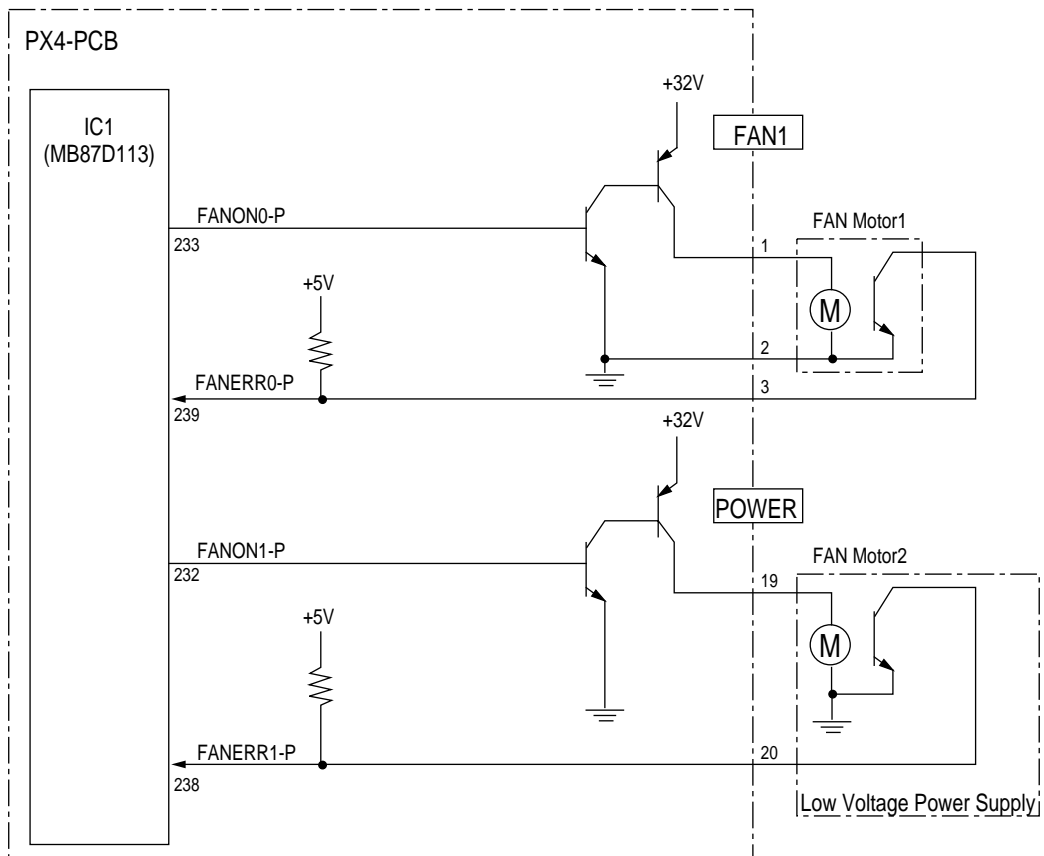 PX4-PCB
IC1
(MB87D113)
+32V
FAN1
FANON0-P
233
FAN Motor1
1
+5V
M
2
FANERR0-P
239
3
+32V
POWER
FANON1-P
232
FAN Motor2
19
+5V
M
FANERR1-P
238
20
Low Voltage Power Supply